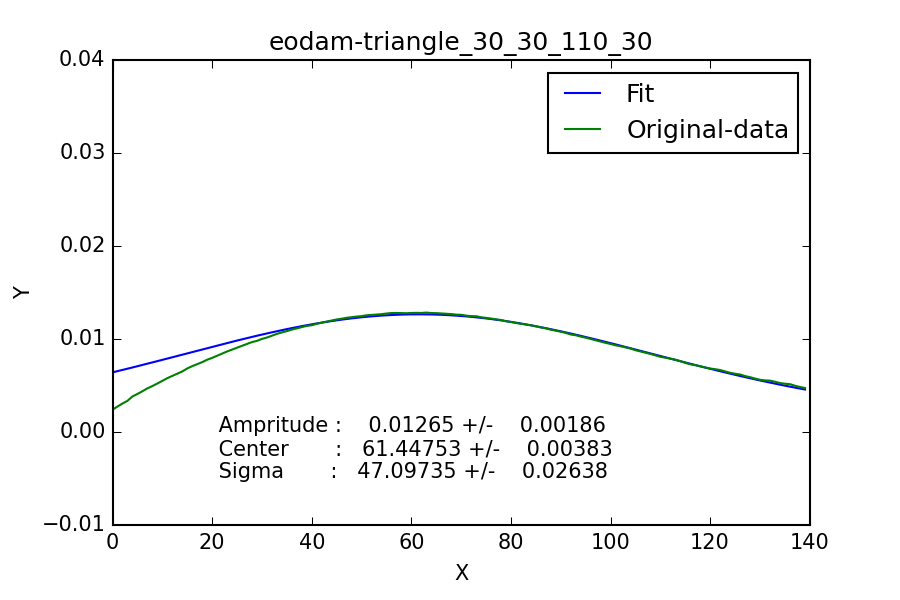 eodam-triangle_30_30_110_30
0.04
0.03
0.02
0.01
0.00
−0.01
Y
Fit
Original-data
Ampritude : 0.01265 +/- 0.00186
Center : 61.44753 +/- 0.00383
Sigma : 47.09735 +/- 0.02638
0 20 40 60 80 100 120 140
X